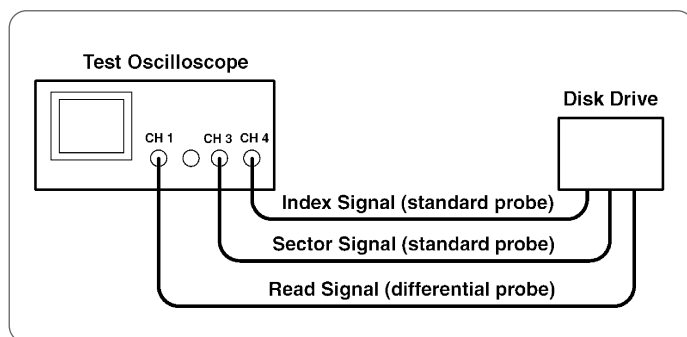 Test Oscilloscope
Disk Drive
CH 1
CH 3
CH 4
Index Signal (standard probe)
Sector Signal (standard probe)
Read Signal (differential probe)